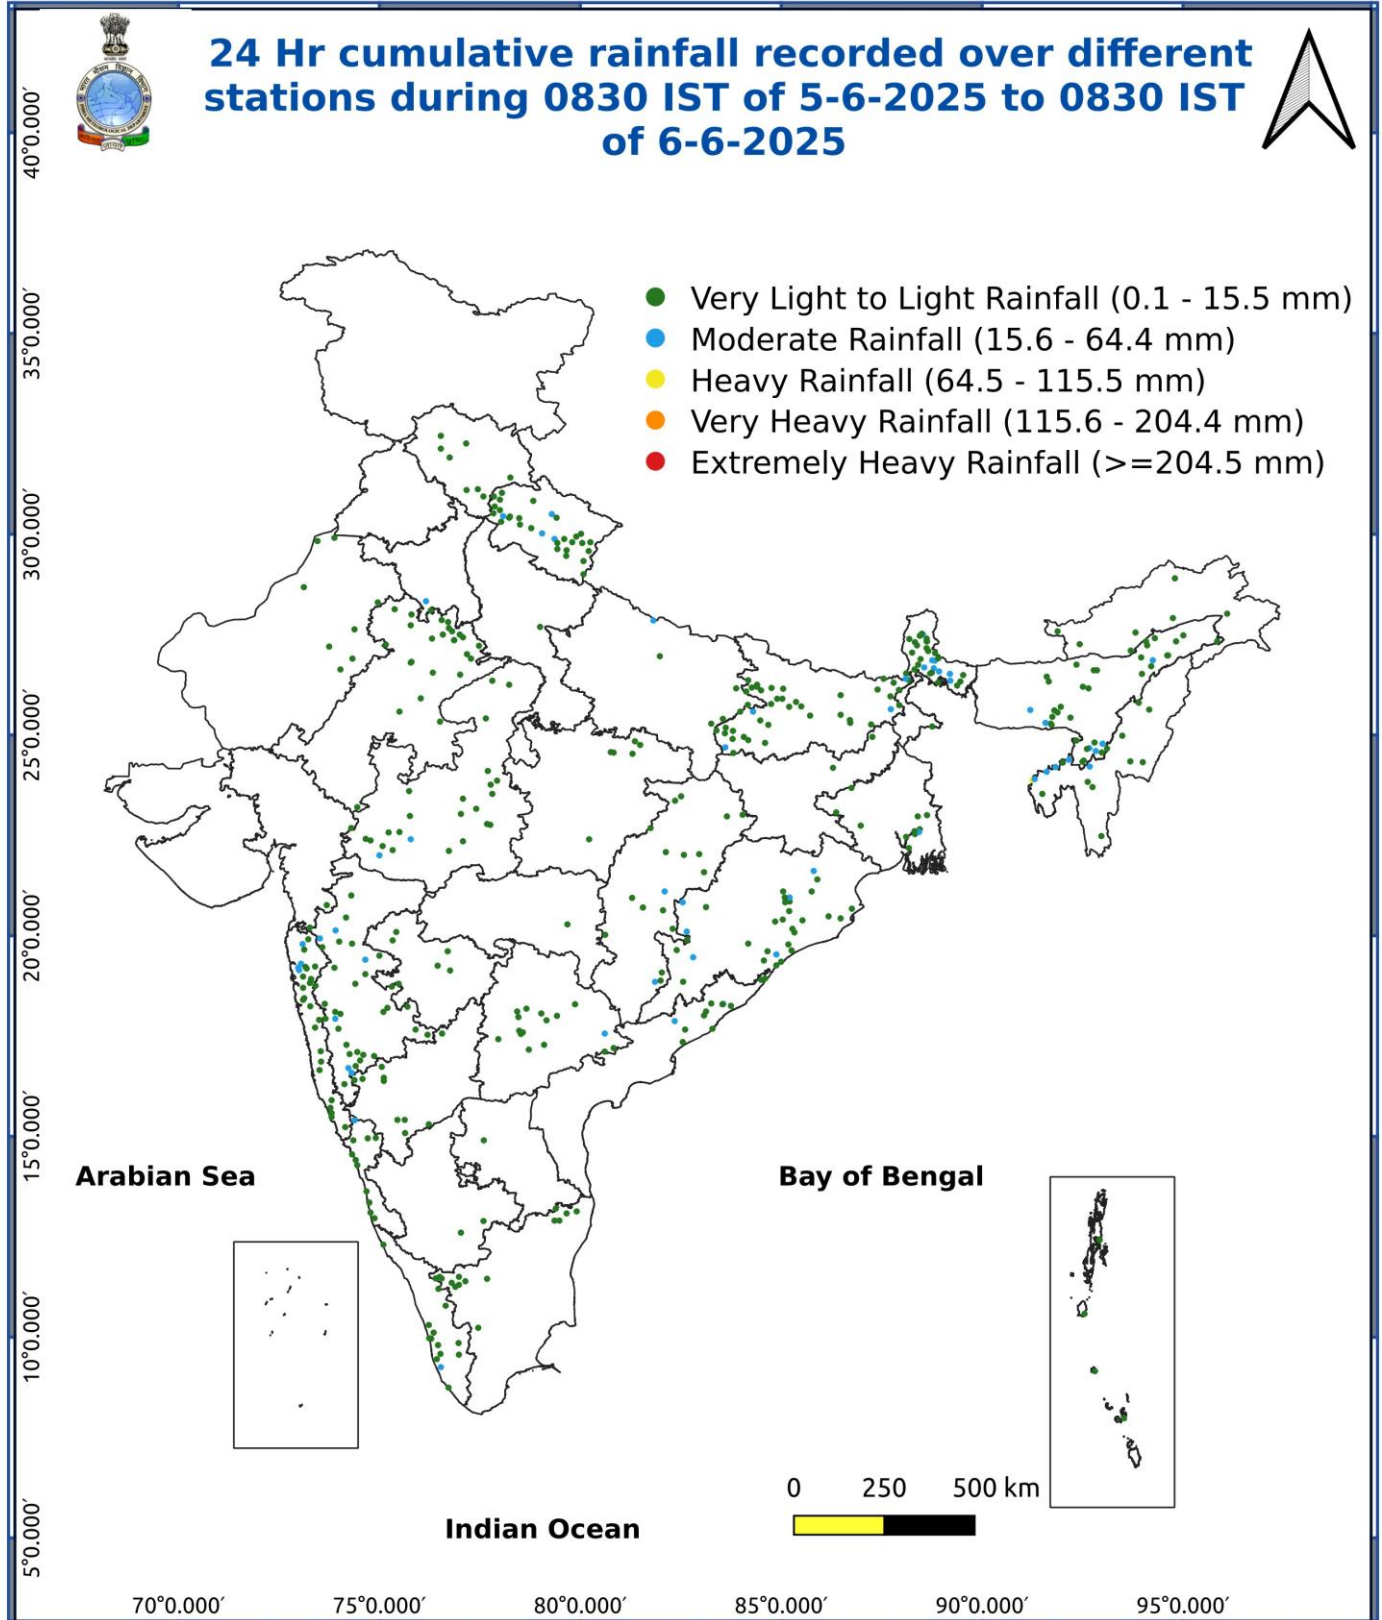 24 Hr cumulative rainfall recorded over different
stations during 0830 IST of 5-6-2025 to 0830 IST
of 6-6-2025
Very Light to Light Rainfall (0.1 - 15.5 mm)
Moderate Rainfall (15.6 - 64.4 mm)
Heavy Rainfall (64.5 - 115.5 mm)
Very Heavy Rainfall (115.6 - 204.4 mm)
Extremely Heavy Rainfall (>=204.5 mm)
40°0.000′
35°0.000′
30°0.000′
25°0.000′
20°0.000′
15°0.000′
10°0.000′
5°0.000′
Arabian Sea
Bay of Bengal
Indian Ocean
0 250 500 km
70°0.000′ 75°0.000′ 80°0.000′ 85°0.000′ 90°0.000′ 95°0.000′